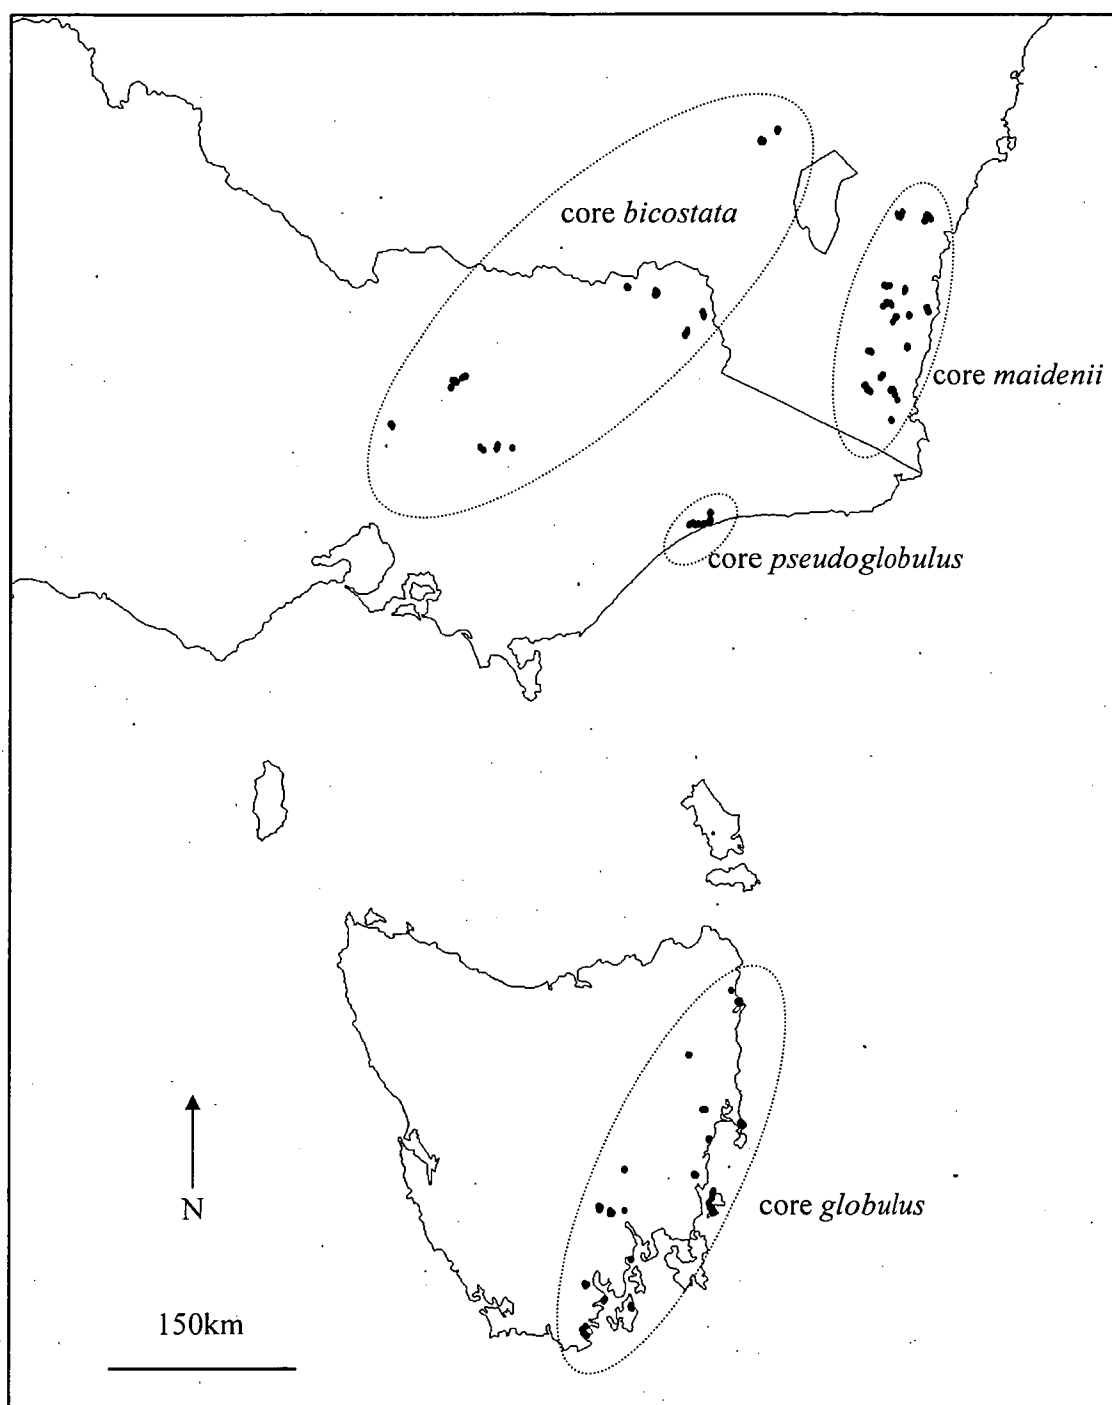 core bicostata
core maidenii
core pseudoglobulus
core globulus
N
150km